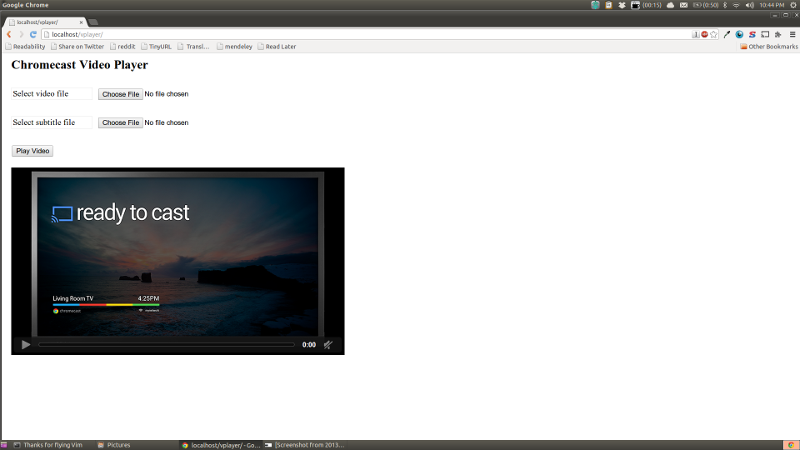 Google Chrome
(00:15)
(0:50)
10:44 PM
localhost/vplayer/
localhost/vplayer/
Readability
Share on Twitter
reddit
TinyURL
Transl...
mendeley
Read Later
Other Bookmarks
Chromecast Video Player
Select video file
Choose File No file chosen
Select subtitle file
Choose File No file chosen
Play Video
ready to cast
Living Room TV
4:25PM
chromecast
0:00
Thanks for flying Vim
Pictures
localhost/vplayer/ - Go...
[Screenshot from 2013...